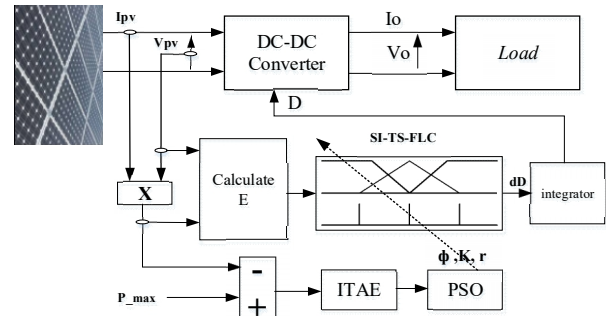 Ipv
Vpv
DC-DC
Converter
Io
Vo
Load
D
SI-TS-FLC
X
Calculate
E
dD
integrator
ϕ ,K, r
P_max
-
+
ITAE
PSO